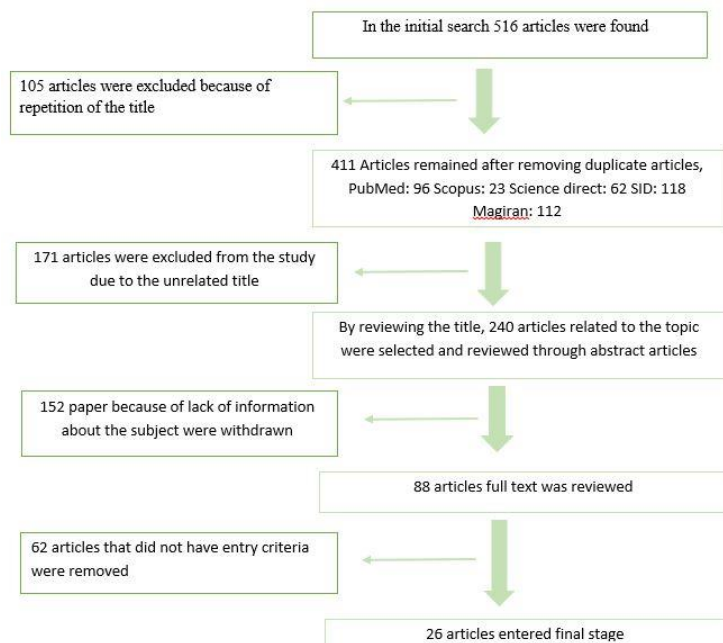 In the initial search 516 articles were found
105 articles were excluded because of
repetition of the title
411 Articles remained after removing duplicate articles,
PubMed: 96 Scopus: 23 Science direct: 62 SID: 118
Magiran: 112
171 articles were excluded from the study
due to the unrelated title
By reviewing the title, 240 articles related to the topic
were selected and reviewed through abstract articles
152 paper because of lack of information
about the subject were withdrawn
88 articles full text was reviewed
62 articles that did not have entry criteria
were removed
26 articles entered final stage